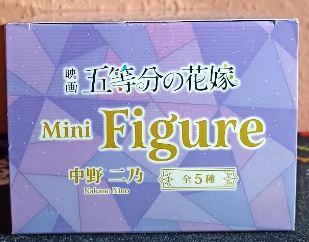 映画 五等分の花嫁
Mini Figure
中野 二乃 全5種
Nakano Nino